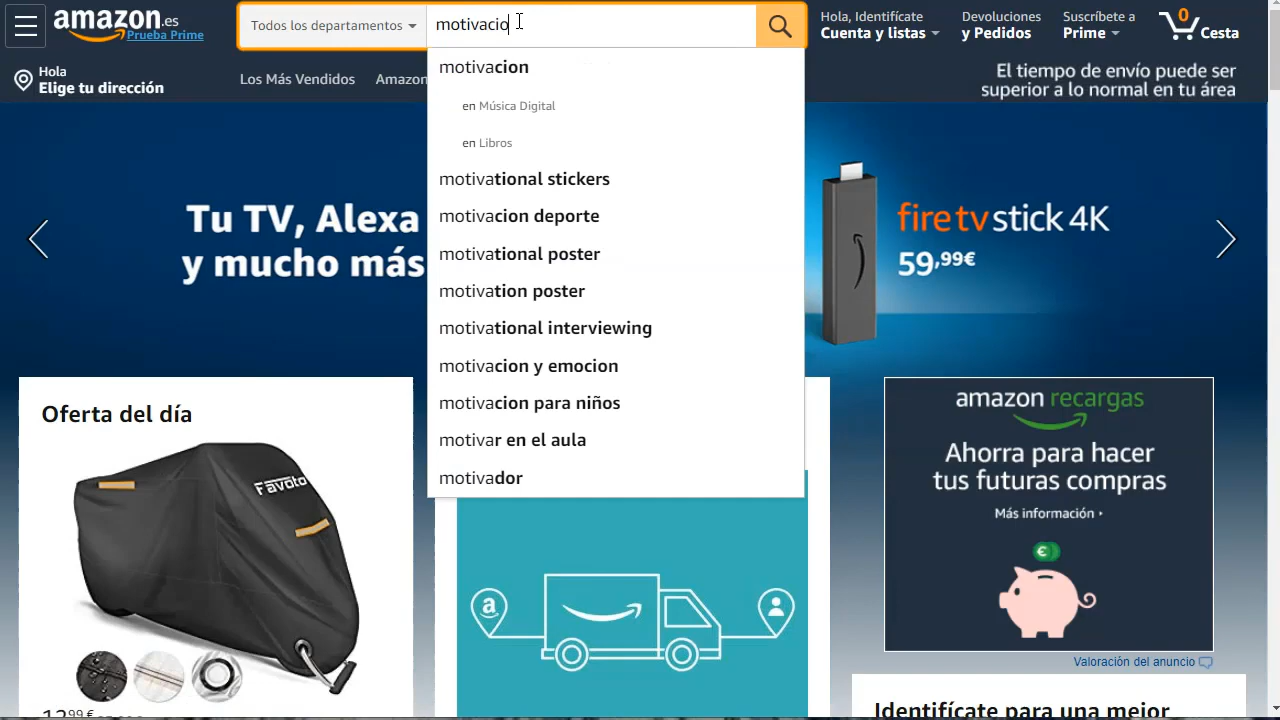 amazon.es
Prueba Prime
Todos los departamentos
motivacio
Hola, Identifícate
Cuenta y listas
Devoluciones
y Pedidos
Suscríbete a
Prime
0
Cesta
Hola
Elige tu dirección
Los Más Vendidos
Amazon
El tiempo de envío puede ser
superior a lo normal en tu área
motivacion
en Música Digital
en Libros
motivational stickers
motivacion deporte
motivational poster
motivation poster
motivational interviewing
motivacion y emocion
motivacion para niños
motivar en el aula
motivador
Tu TV, Alexa
y mucho más
fire tv stick 4K
59,99€
Oferta del día
Favoto
a
amazon recargas
Ahorra para hacer
tus futuras compras
Más información
€
Valoración del anuncio
Identifícate para una mejor